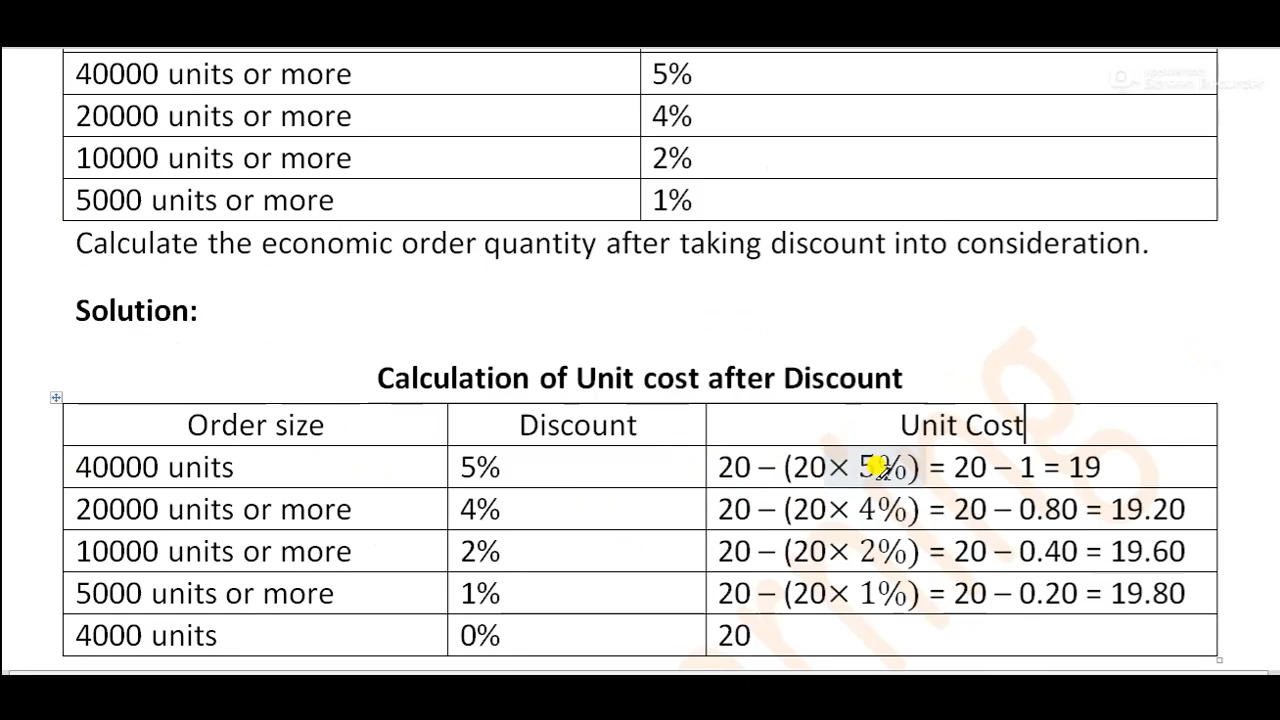 40000 units or more 5%
20000 units or more 4%
10000 units or more 2%
5000 units or more 1%
Calculate the economic order quantity after taking discount into consideration.
Solution:
Calculation of Unit cost after Discount
Order size Discount Unit Cost
40000 units 5% 20 – (20× 5%) = 20 – 1 = 19
20000 units or more 4% 20 – (20× 4%) = 20 – 0.80 = 19.20
10000 units or more 2% 20 – (20× 2%) = 20 – 0.40 = 19.60
5000 units or more 1% 20 – (20× 1%) = 20 – 0.20 = 19.80
4000 units 0% 20